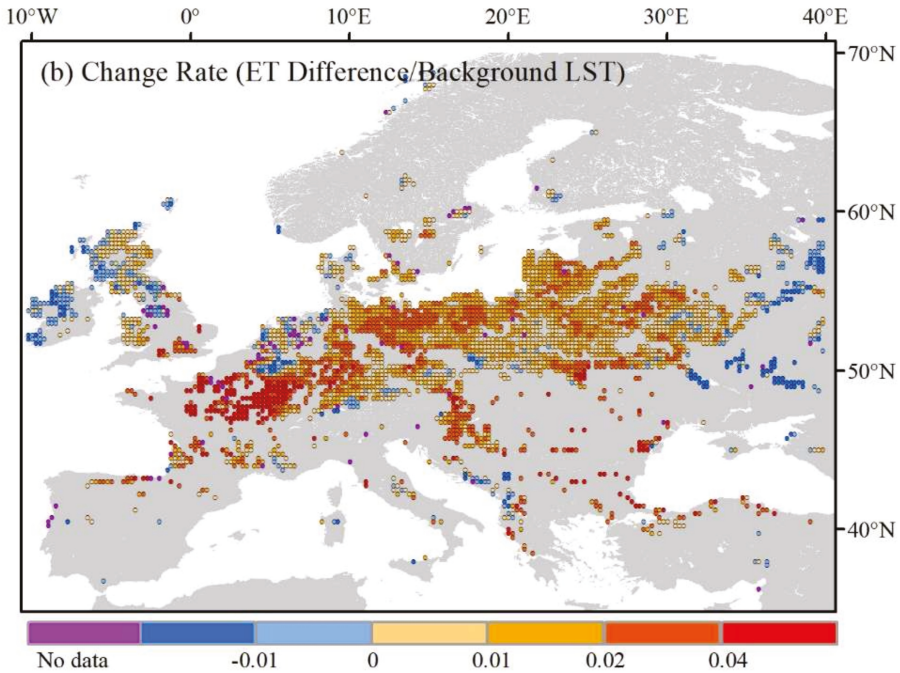 10°W 0° 10°E 20°E 30°E 40°E
70°N
(b) Change Rate (ET Difference/Background LST)
60°N
50°N
40°N
No data -0.01 0 0.01 0.02 0.04